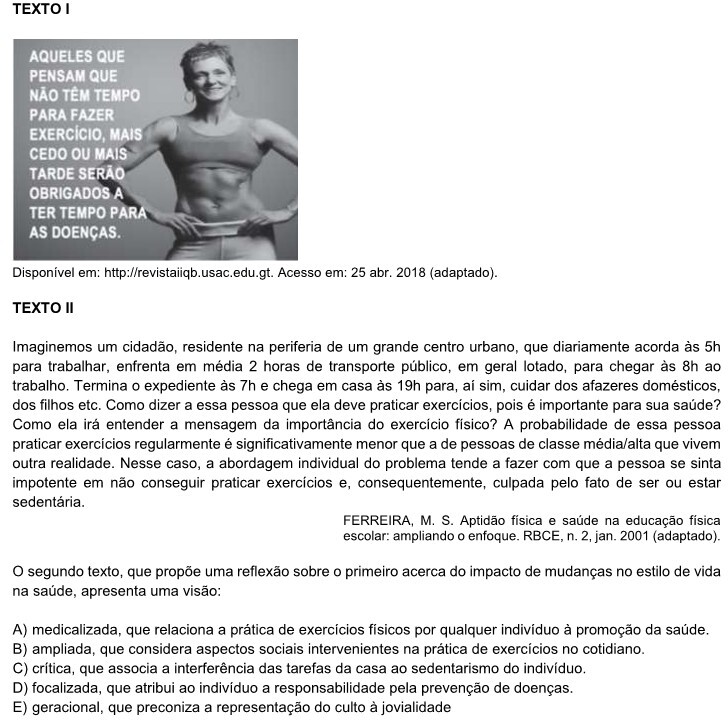 TEXTO I
AQUELES QUE
PENSAM QUE
NÃO TÊM TEMPO
PARA FAZER
EXERCÍCIO, MAIS
CEDO OU MAIS
TARDE SERÃO
OBRIGADOS A
TER TEMPO PARA
AS DOENÇAS.
Disponível em: http://revistaiiqb.usac.edu.gt. Acesso em: 25 abr. 2018 (adaptado).
TEXTO II
Imaginemos um cidadão, residente na periferia de um grande centro urbano, que diariamente acorda às 5h
para trabalhar, enfrenta em média 2 horas de transporte público, em geral lotado, para chegar às 8h ao
trabalho. Termina o expediente às 7h e chega em casa às 19h para, aí sim, cuidar dos afazeres domésticos,
dos filhos etc. Como dizer a essa pessoa que ela deve praticar exercícios, pois é importante para sua saúde?
Como ela irá entender a mensagem da importância do exercício físico? A probabilidade de essa pessoa
praticar exercícios regularmente é significativamente menor que a de pessoas de classe média/alta que vivem
outra realidade. Nesse caso, a abordagem individual do problema tende a fazer com que a pessoa se sinta
impotente em não conseguir praticar exercícios e, consequentemente, culpada pelo fato de ser ou estar
sedentária.
FERREIRA, M. S. Aptidão física e saúde na educação física
escolar: ampliando o enfoque. RBCE, n. 2, jan. 2001 (adaptado).
O segundo texto, que propõe uma reflexão sobre o primeiro acerca do impacto de mudanças no estilo de vida
na saúde, apresenta uma visão:
A) medicalizada, que relaciona a prática de exercícios físicos por qualquer indivíduo à promoção da saúde.
B) ampliada, que considera aspectos sociais intervenientes na prática de exercícios no cotidiano.
C) crítica, que associa a interferência das tarefas da casa ao sedentarismo do indivíduo.
D) focalizada, que atribui ao indivíduo a responsabilidade pela prevenção de doenças.
E) geracional, que preconiza a representação do culto à jovialidade